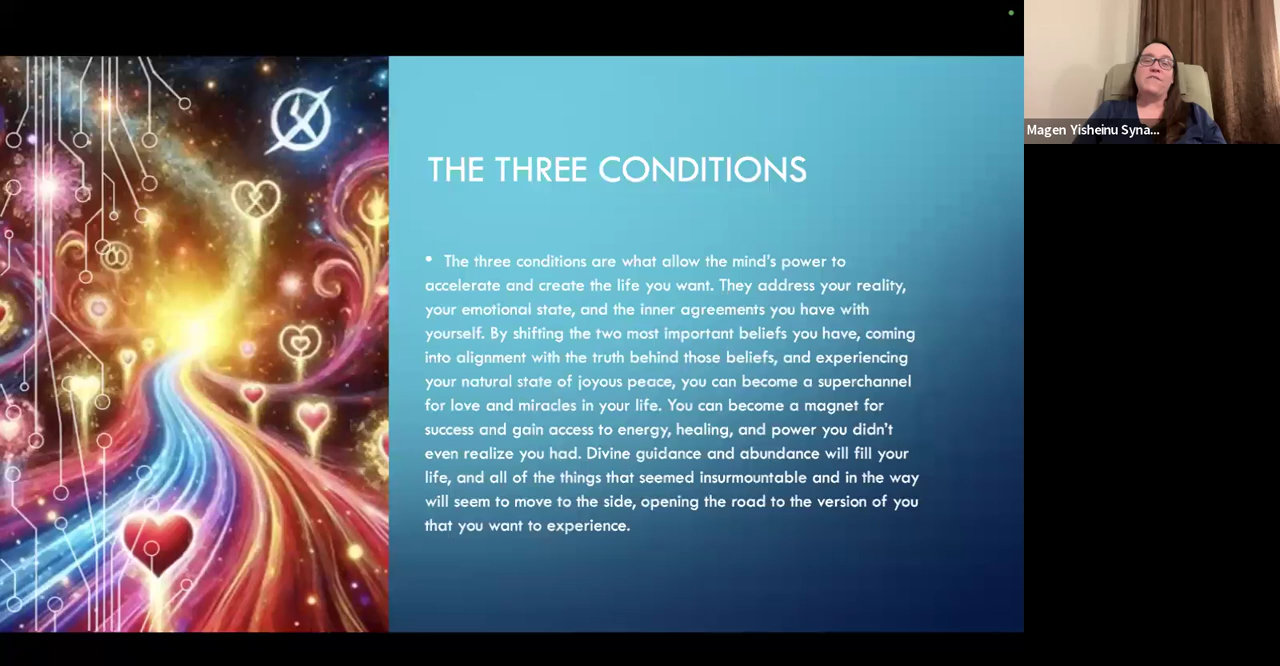 THE THREE CONDITIONS
• The three conditions are what allow the mind's power to
accelerate and create the life you want. They address your reality,
your emotional state, and the inner agreements you have with
yourself. By shifting the two most important beliefs you have, coming
into alignment with the truth behind those beliefs, and experiencing
your natural state of joyous peace, you can become a superchannel
for love and miracles in your life. You can become a magnet for
success and gain access to energy, healing, and power you didn't
even realize you had. Divine guidance and abundance will fill your
life, and all of the things that seemed insurmountable and in the way
will seem to move to the side, opening the road to the version of you
that you want to experience.
Magen Yisheinu Syna...